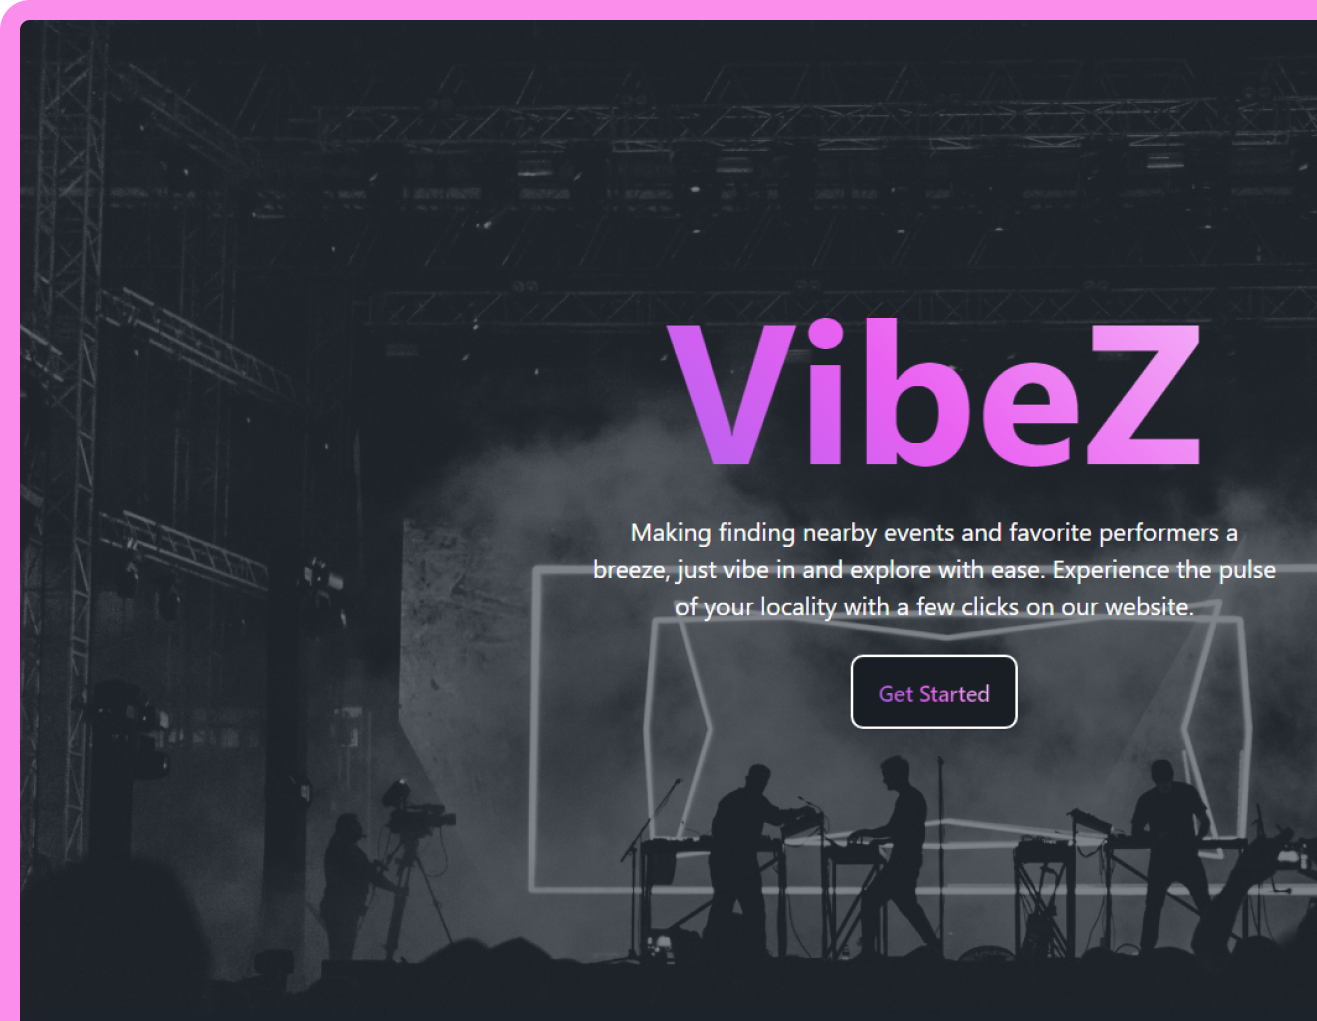 VibeZ
Making finding nearby events and favorite performers a
breeze, just vibe in and explore with ease. Experience the pulse
of your locality with a few clicks on our website.
Get Started